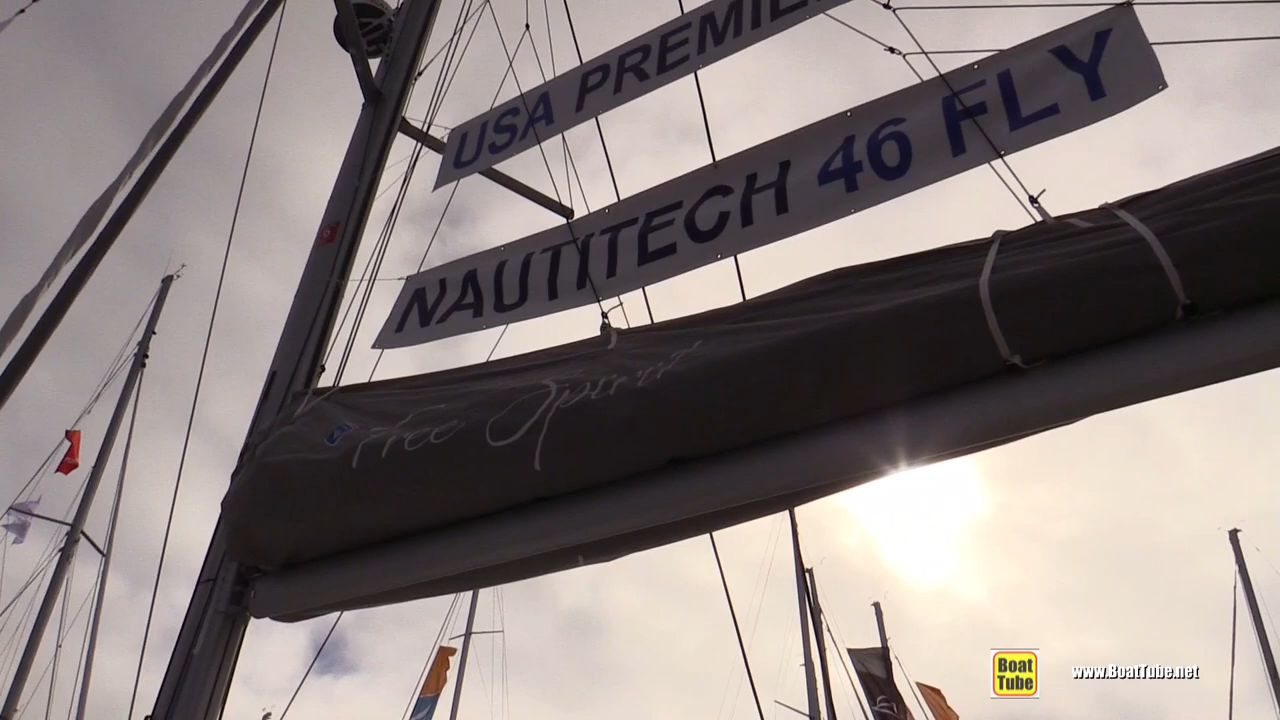 USA PREMIE
NAUTITECH 46 FLY
Free Spirit
Boat
Tube
www.BoatTube.net